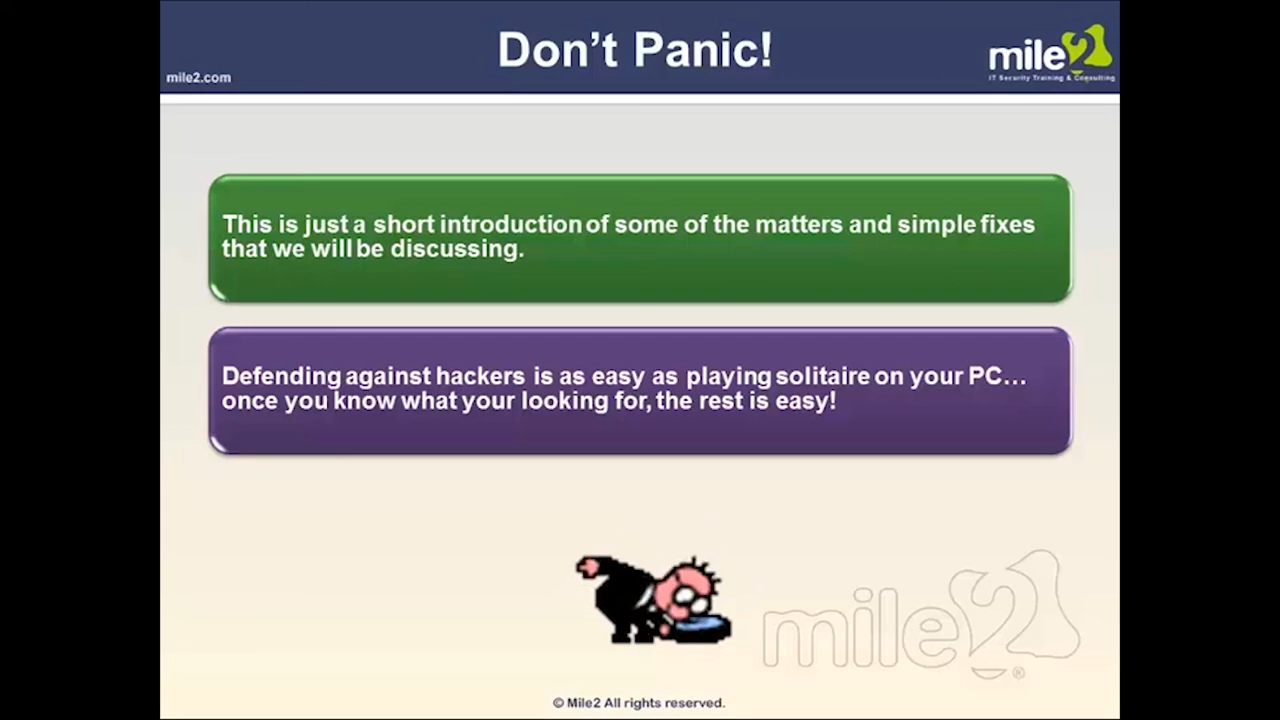 Don't Panic!
mile2.com
mile2
IT Security Training & Consulting
This is just a short introduction of some of the matters and simple fixes
that we will be discussing.
Defending against hackers is as easy as playing solitaire on your PC…
once you know what your looking for, the rest is easy!
mile2®
© Mile2 All rights reserved.